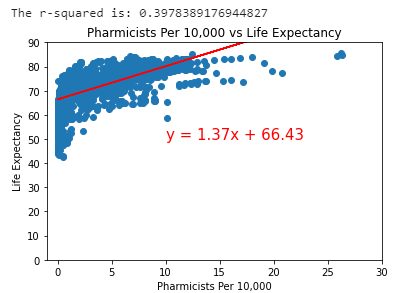 The r-squared is: 0.3978389176944827
Pharmicists Per 10,000 vs Life Expectancy
90
80
70
60
50
40
30
20
10
0
Life Expectancy
y = 1.37x + 66.43
0 5 10 15 20 25 30
Pharmicists Per 10,000